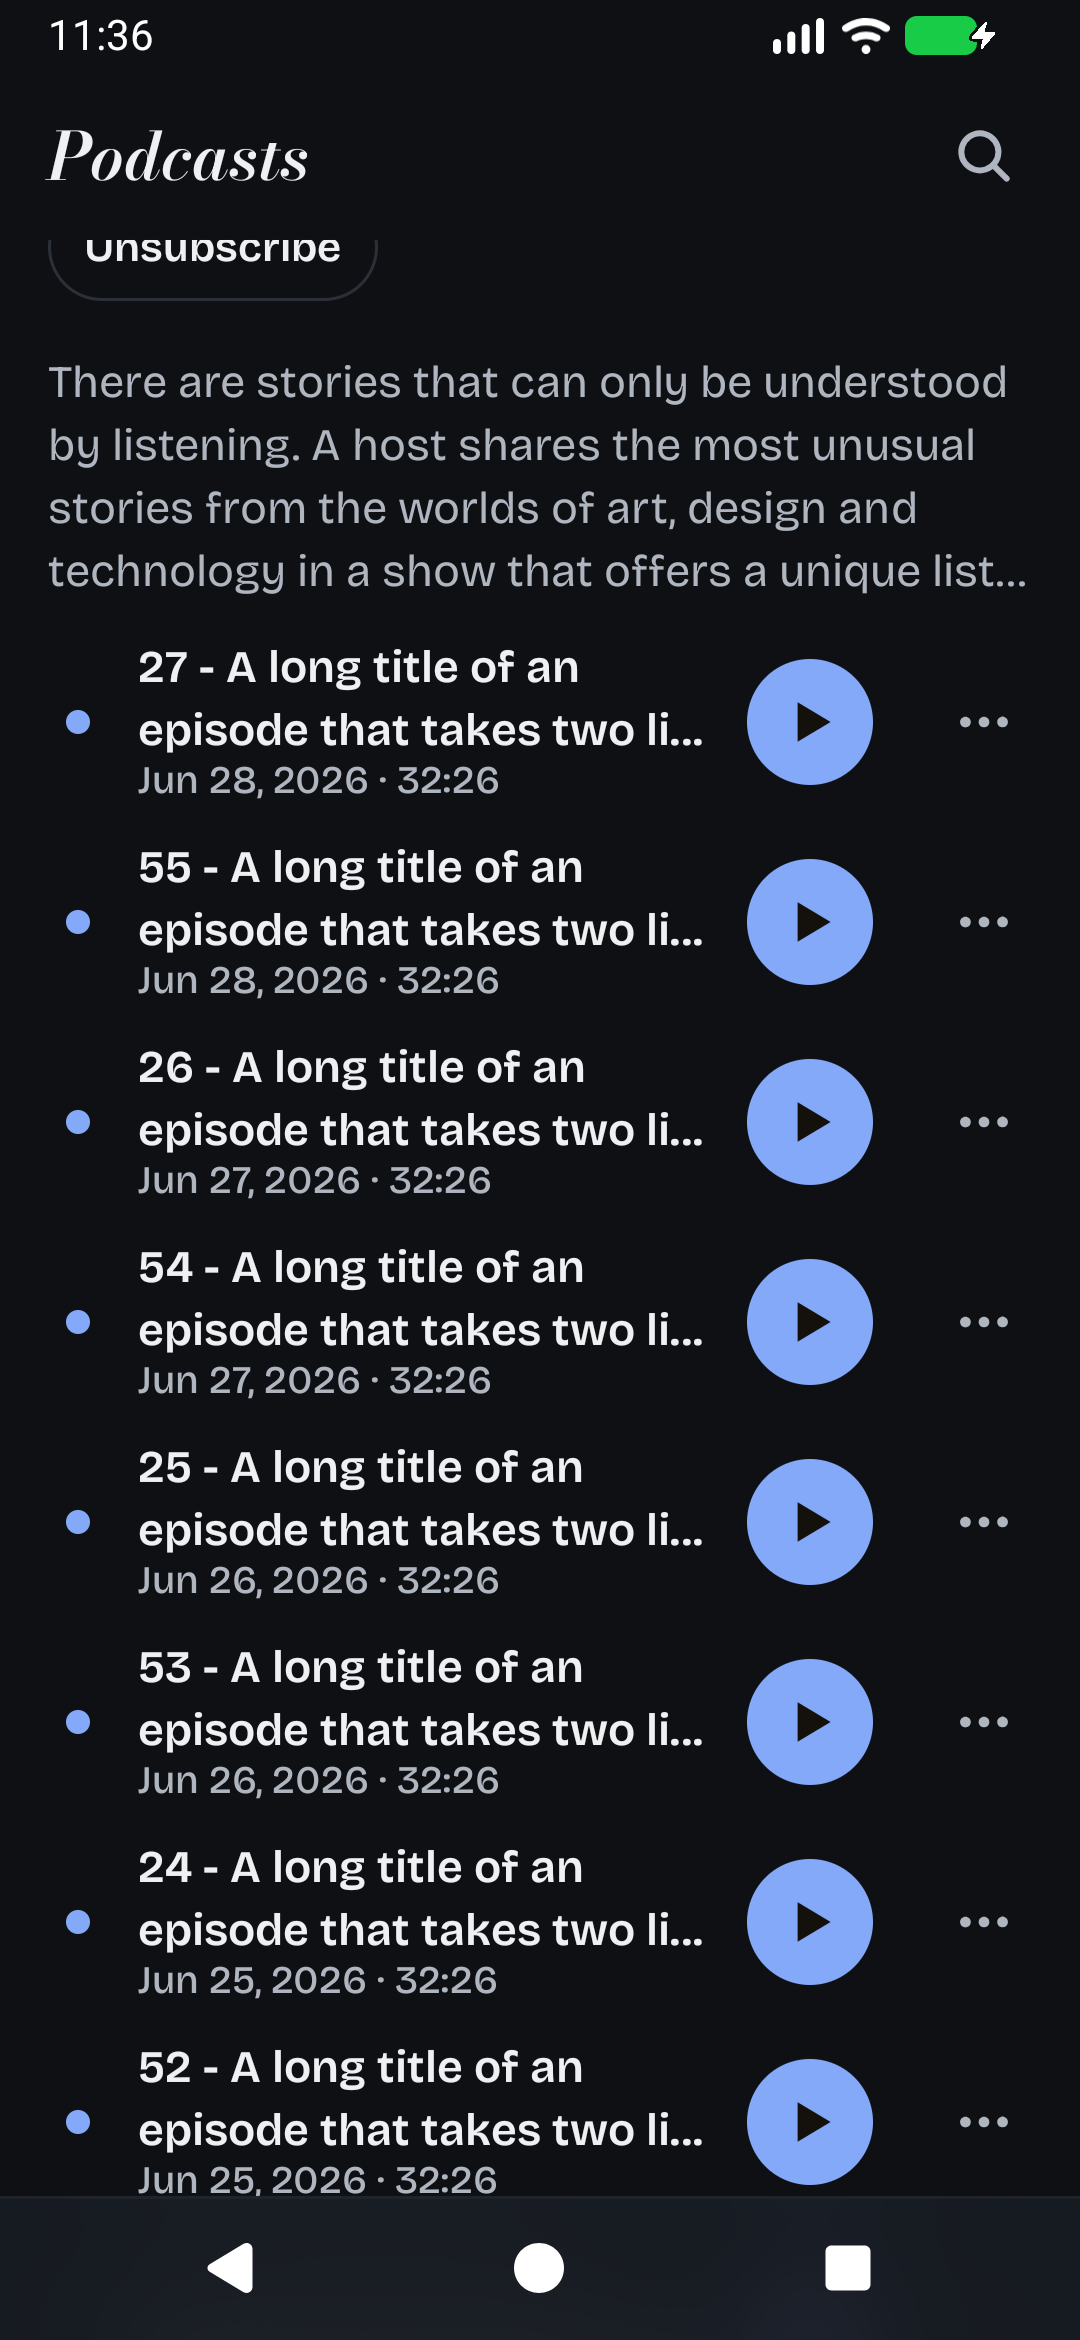 11:36
Podcasts
Unsubscribe
There are stories that can only be understood
by listening. A host shares the most unusual
stories from the worlds of art, design and
technology in a show that offers a unique list...
27 - A long title of an
episode that takes two li...
Jun 28, 2026 · 32:26
55 - A long title of an
episode that takes two li...
Jun 28, 2026 · 32:26
26 - A long title of an
episode that takes two li...
Jun 27, 2026 · 32:26
54 - A long title of an
episode that takes two li...
Jun 27, 2026 · 32:26
25 - A long title of an
episode that takes two li...
Jun 26, 2026 · 32:26
53 - A long title of an
episode that takes two li...
Jun 26, 2026 · 32:26
24 - A long title of an
episode that takes two li...
Jun 25, 2026 · 32:26
52 - A long title of an
episode that takes two li...
Jun 25, 2026 · 32:26